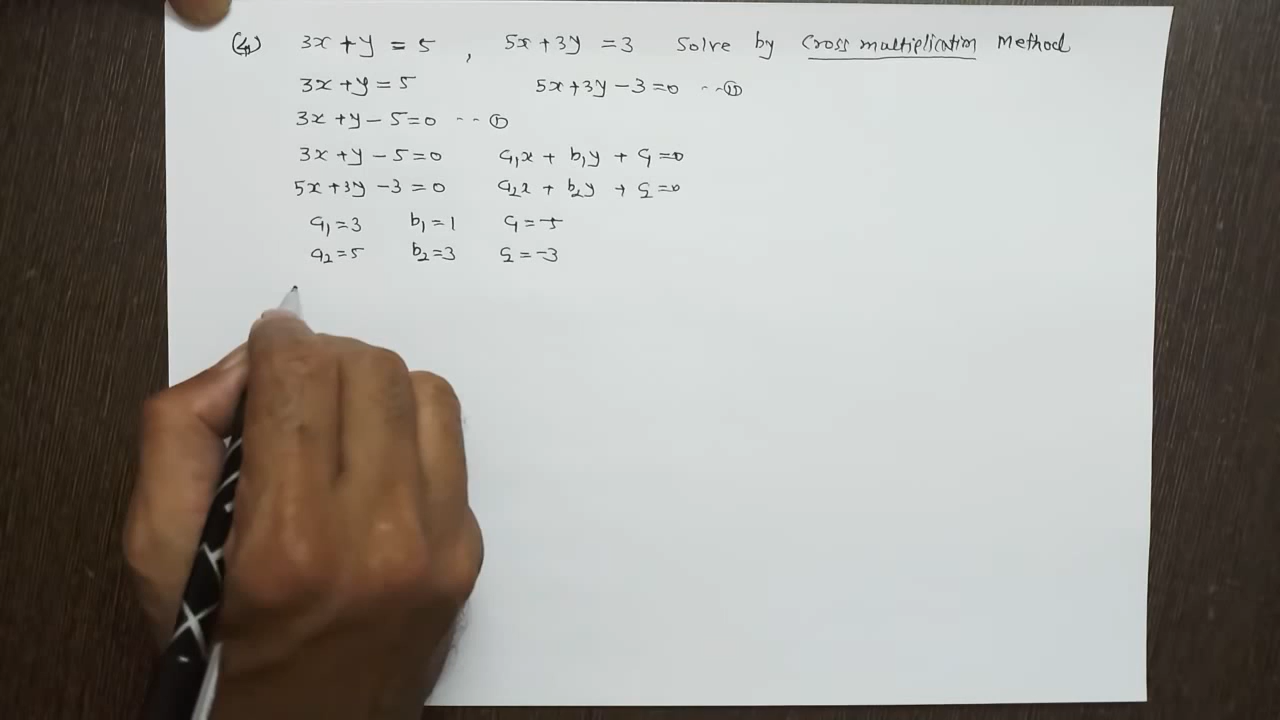 (4) 3x + y = 5 , 5x + 3y = 3 Solve by Cross multiplication Method
3x + y = 5 5x + 3y - 3 = 0 --- (ii)
3x + y - 5 = 0 --- (i)
3x + y - 5 = 0 a₁x + b₁y + c₁ = 0
5x + 3y - 3 = 0 a₂x + b₂y + c₂ = 0
a₁ = 3 b₁ = 1 c₁ = -5
a₂ = 5 b₂ = 3 c₂ = -3